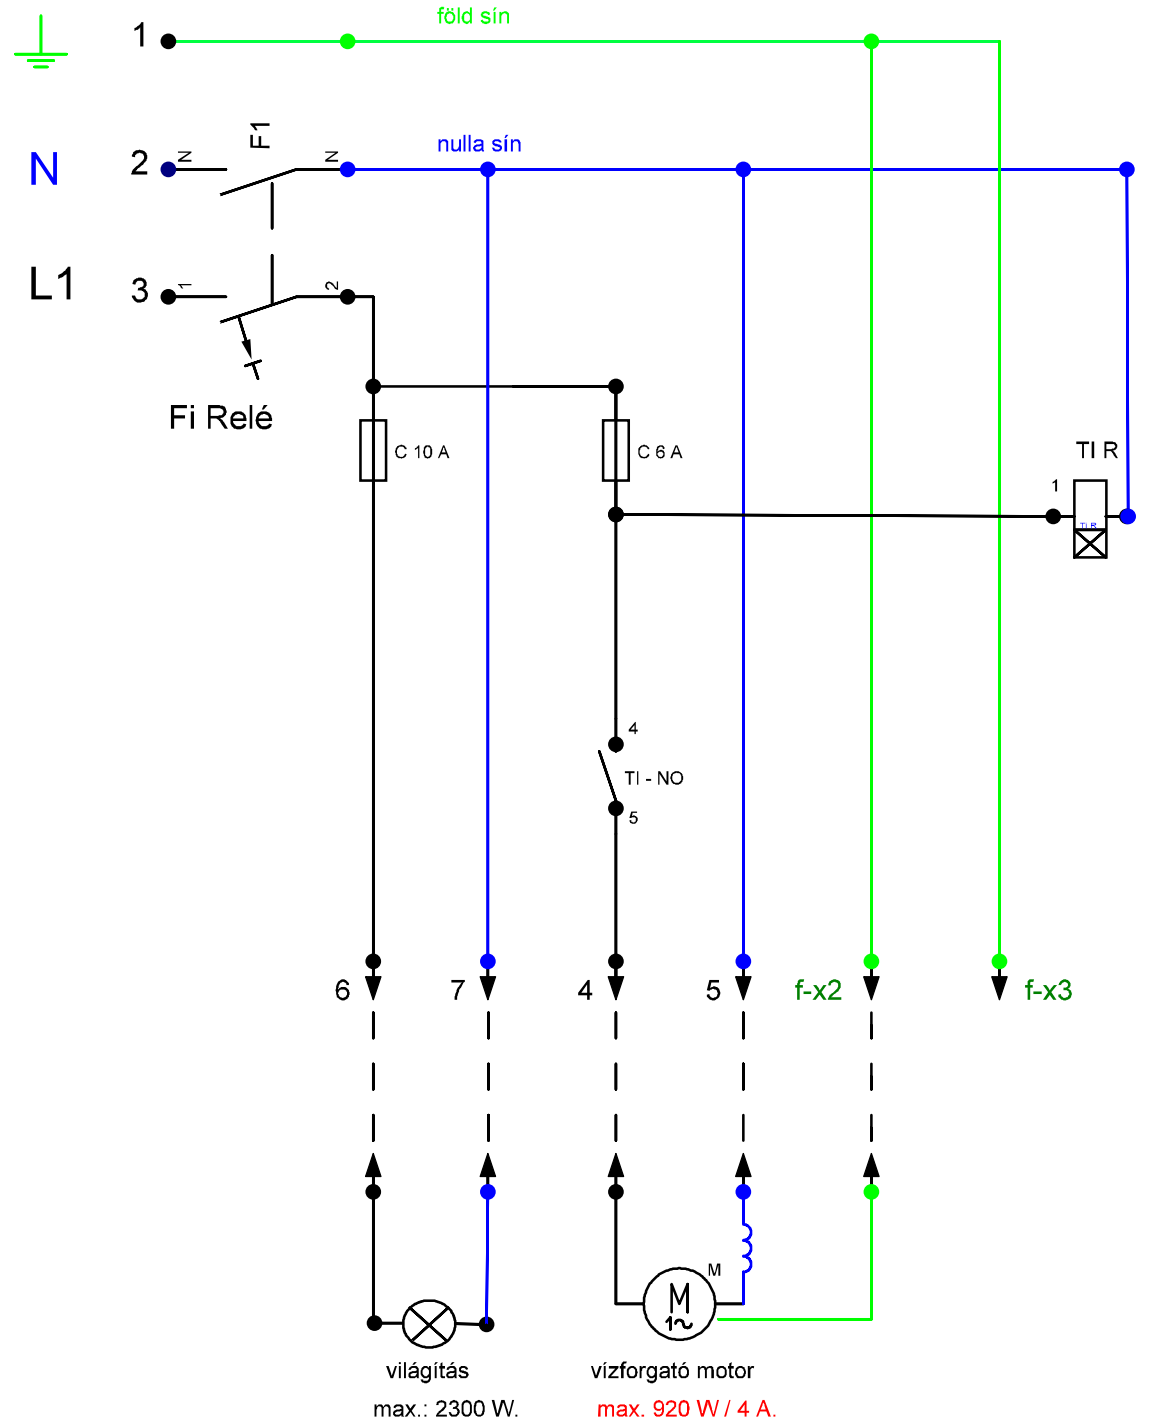 föld sín
1
F1
N
2
N
N
nulla sín
L1
3
1
2
Fi Relé
C 10 A
C 6 A
TI R
1
TI R
4
TI - NO
5
6
7
4
5
f-x2
f-x3
M
M
1~
világítás
vízforgató motor
max.: 2300 W.
max. 920 W / 4 A.